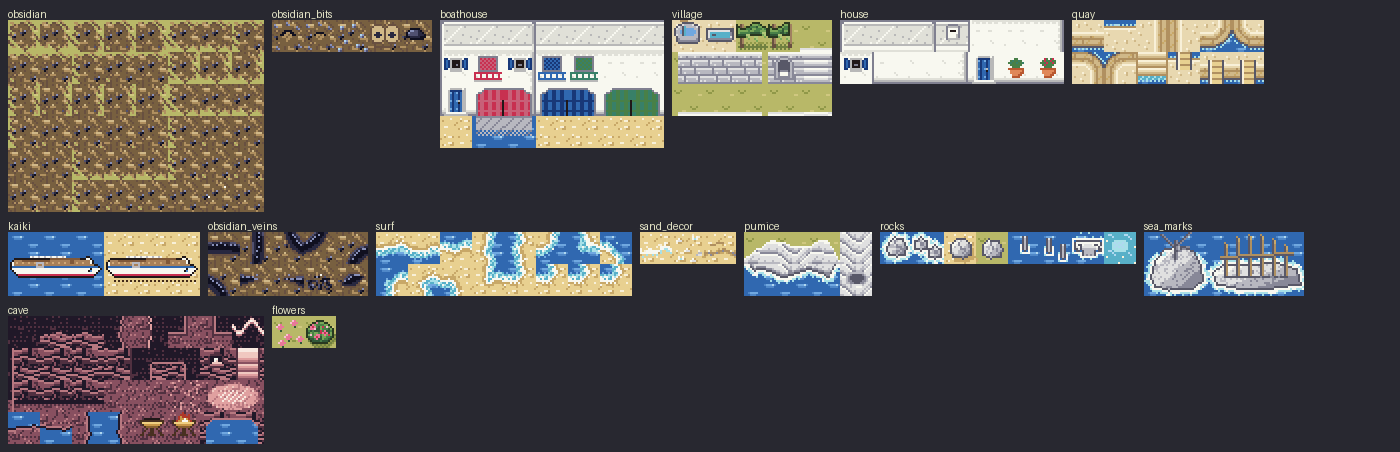 obsidian
obsidian_bits
boathouse
village
house
quay
kaiki
obsidian_veins
surf
sand_decor
pumice
rocks
sea_marks
cave
flowers